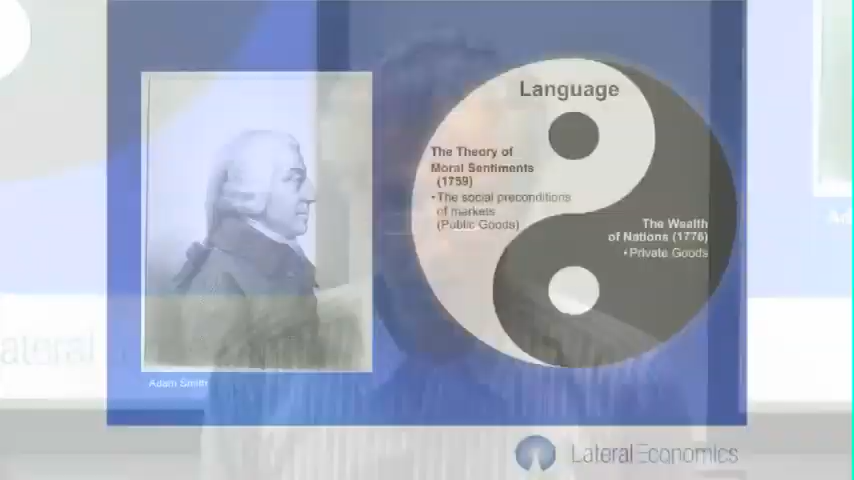 Language
The Theory of
Moral Sentiments
(1759)
•The social preconditions
of markets
(Public Goods)
The Wealth
of Nations (1776)
•Private Goods
Adam Smith
ateral
Lateral Economics